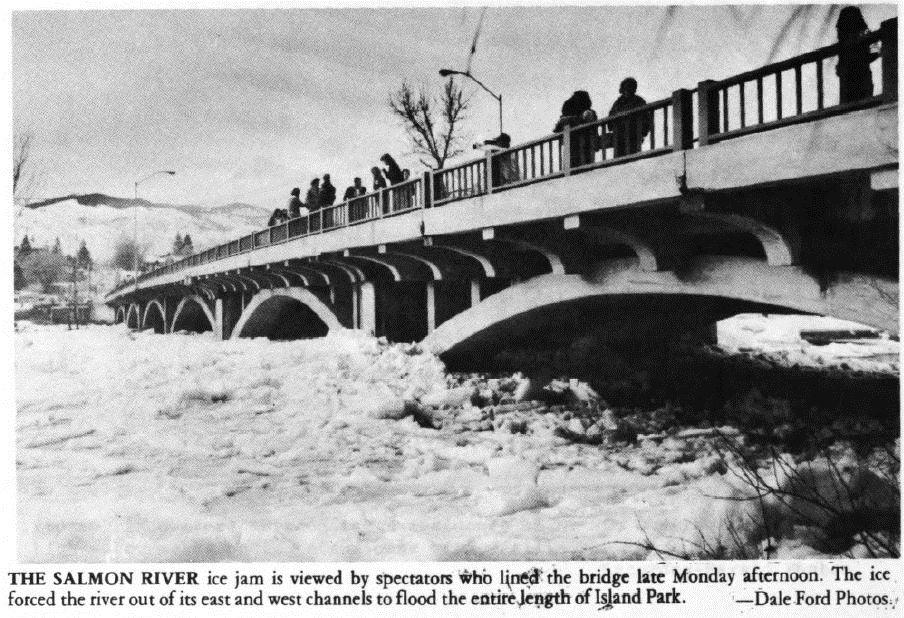 THE SALMON RIVER ice jam is viewed by spectators who lined the bridge late Monday afternoon. The ice
forced the river out of its east and west channels to flood the entire length of Island Park. —Dale Ford Photos.